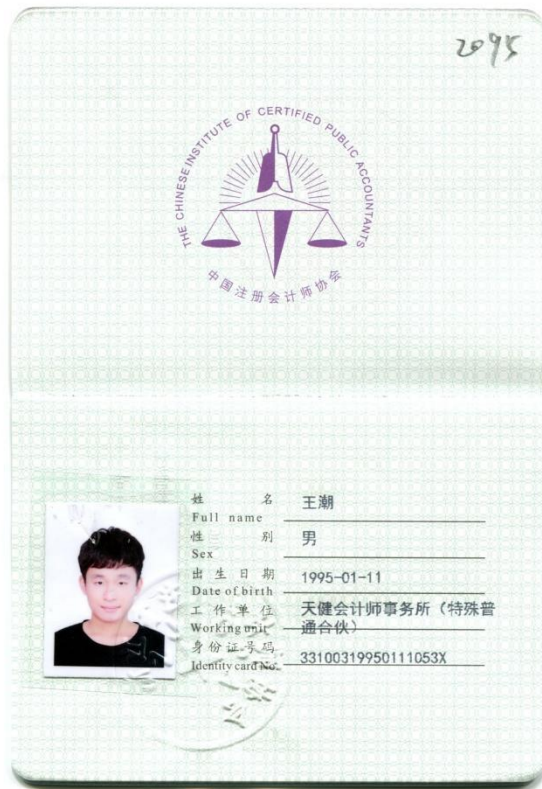 2095
THE CHINESE INSTITUTE OF CERTIFIED PUBLIC ACCOUNTANTS
中国注册会计师协会
姓 名 王潮
Full name
性 别 男
Sex
出生日期 1995-01-11
Date of birth
工作单位 天健会计师事务所（特殊普
Working unit 通合伙）
身份证号码 33100319950111053X
Identity card No.